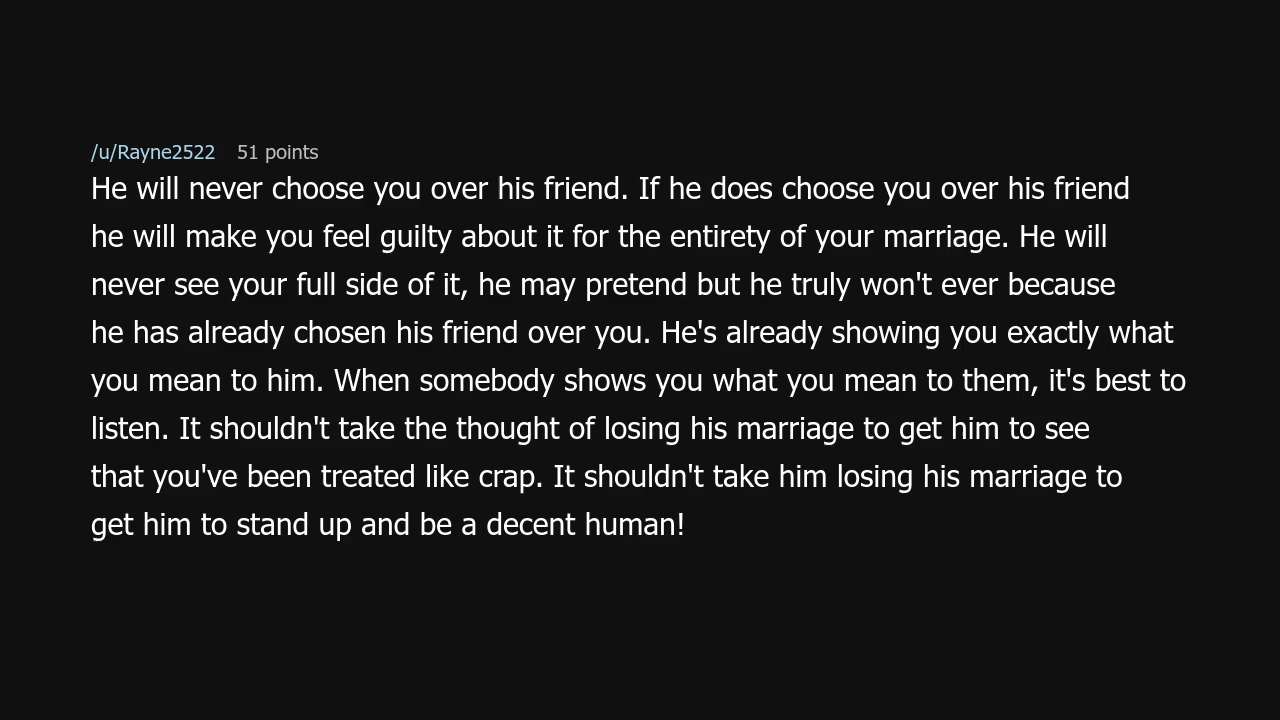 /u/Rayne2522 51 points
He will never choose you over his friend. If he does choose you over his friend
he will make you feel guilty about it for the entirety of your marriage. He will
never see your full side of it, he may pretend but he truly won't ever because
he has already chosen his friend over you. He's already showing you exactly what
you mean to him. When somebody shows you what you mean to them, it's best to
listen. It shouldn't take the thought of losing his marriage to get him to see
that you've been treated like crap. It shouldn't take him losing his marriage to
get him to stand up and be a decent human!